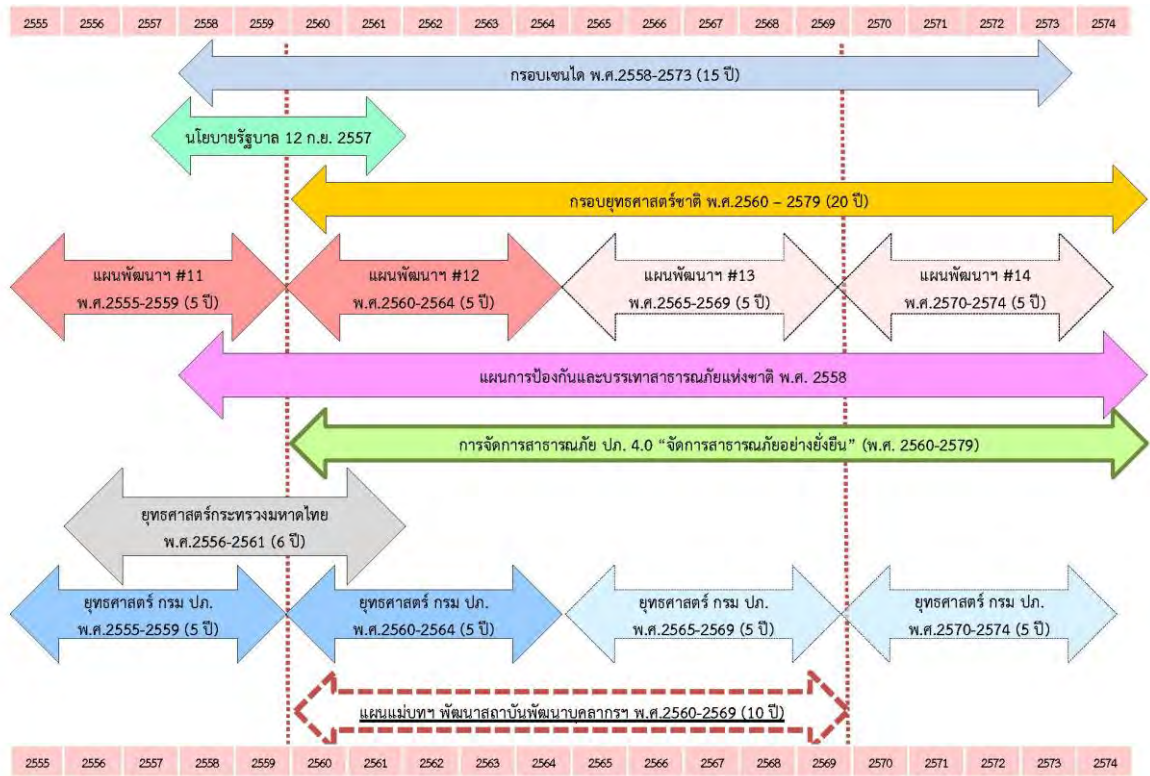 2555 2556 2557 2558 2559 2560 2561 2562 2563 2564 2565 2566 2567 2568 2569 2570 2571 2572 2573 2574
กรอบเซนได พ.ศ.2558-2573 (15 ปี)
นโยบายรัฐบาล 12 ก.ย. 2557
กรอบยุทธศาสตร์ชาติ พ.ศ.2560 – 2579 (20 ปี)
แผนพัฒนาฯ #11
พ.ศ.2555-2559 (5 ปี)
แผนพัฒนาฯ #12
พ.ศ.2560-2564 (5 ปี)
แผนพัฒนาฯ #13
พ.ศ.2565-2569 (5 ปี)
แผนพัฒนาฯ #14
พ.ศ.2570-2574 (5 ปี)
แผนการป้องกันและบรรเทาสาธารณภัยแห่งชาติ พ.ศ. 2558
การจัดการสาธารณภัย ปภ. 4.0 “จัดการสาธารณภัยอย่างยั่งยืน” (พ.ศ. 2560-2579)
ยุทธศาสตร์กระทรวงมหาดไทย
พ.ศ.2556-2561 (6 ปี)
ยุทธศาสตร์ กรม ปภ.
พ.ศ.2555-2559 (5 ปี)
ยุทธศาสตร์ กรม ปภ.
พ.ศ.2560-2564 (5 ปี)
ยุทธศาสตร์ กรม ปภ.
พ.ศ.2565-2569 (5 ปี)
ยุทธศาสตร์ กรม ปภ.
พ.ศ.2570-2574 (5 ปี)
แผนแม่บทฯ พัฒนาสถาบันพัฒนาบุคลากรฯ พ.ศ.2560-2569 (10 ปี)
2555 2556 2557 2558 2559 2560 2561 2562 2563 2564 2565 2566 2567 2568 2569 2570 2571 2572 2573 2574